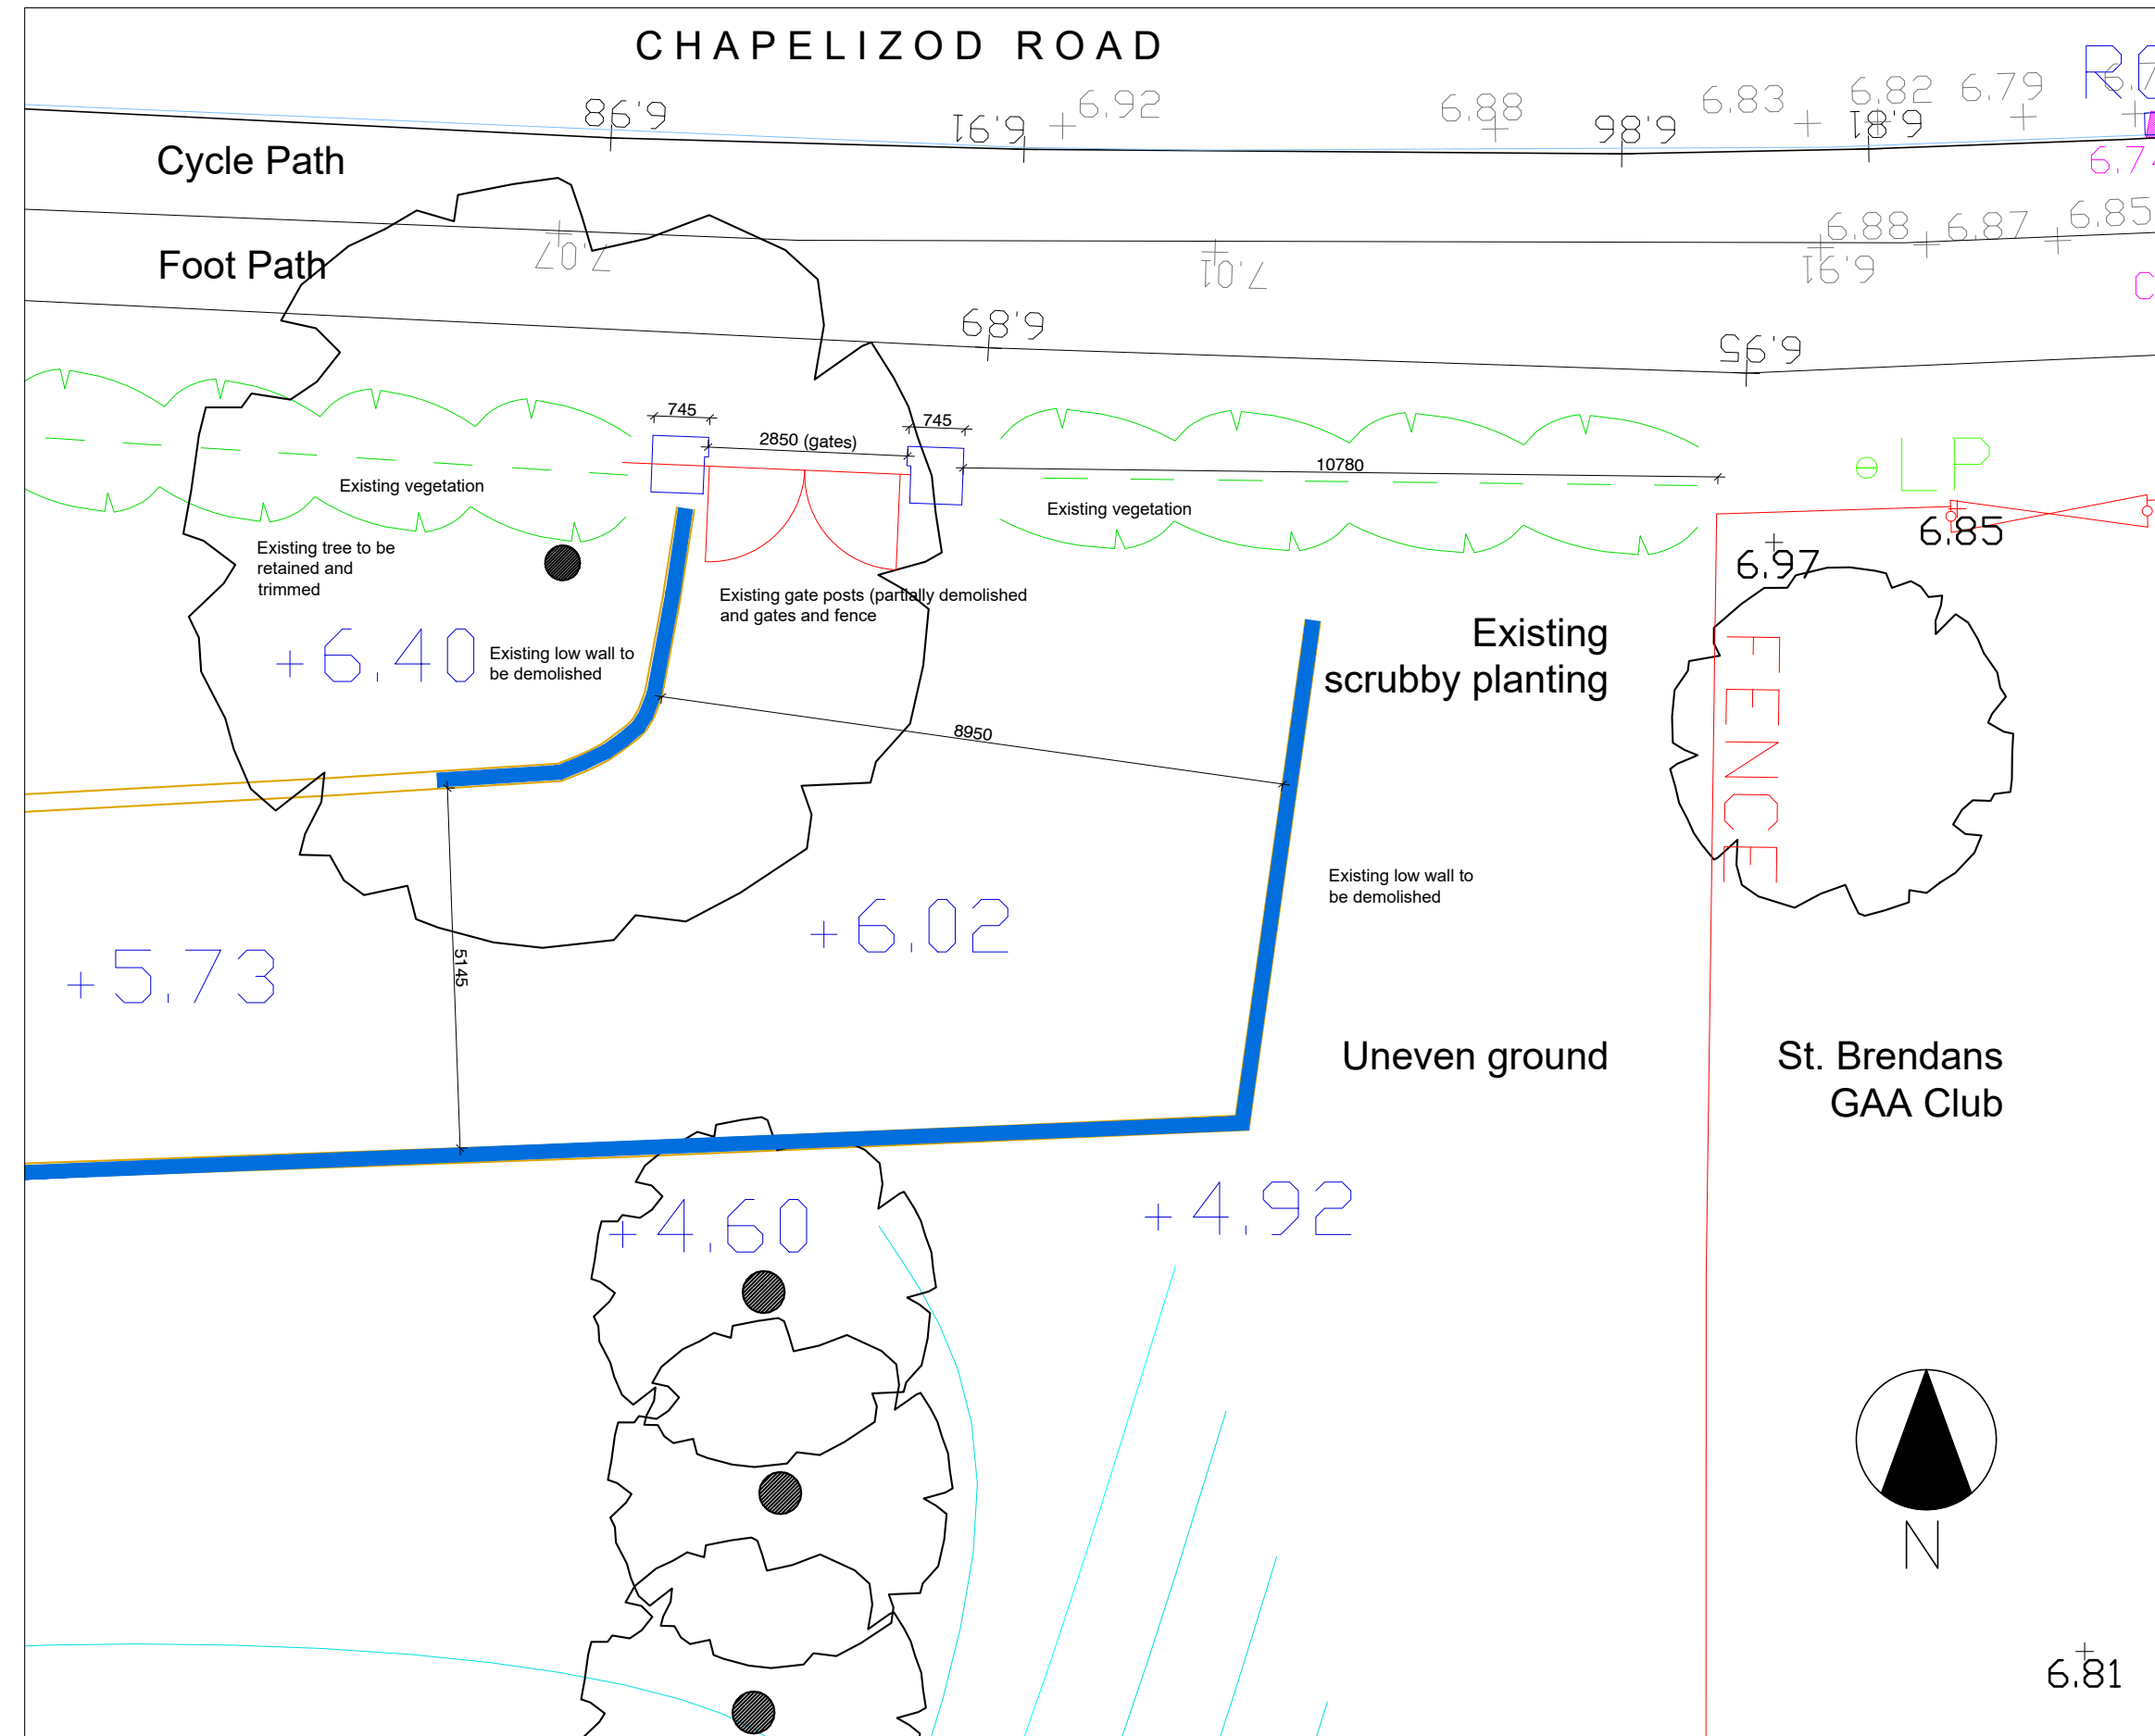 CHAPELIZOD ROAD
6.98
6.91
6.92
6.88
6.86
6.83
6.82
6.81
6.79
6.74
Cycle Path
7.07
7.01
6.88
6.91
6.87
6.85
Foot Path
6.89
6.95
745
2850 (gates)
745
10780
LP
Existing vegetation
Existing vegetation
6.85
6.97
Existing tree to be
retained and
trimmed
Existing gate posts (partially demolished
and gates and fence
+6.40
Existing low wall to
be demolished
Existing
scrubby planting
FENCE
8950
Existing low wall to
be demolished
+6.02
+5.73
5145
Uneven ground
St. Brendans
GAA Club
+4.60
+4.92
N
6.81